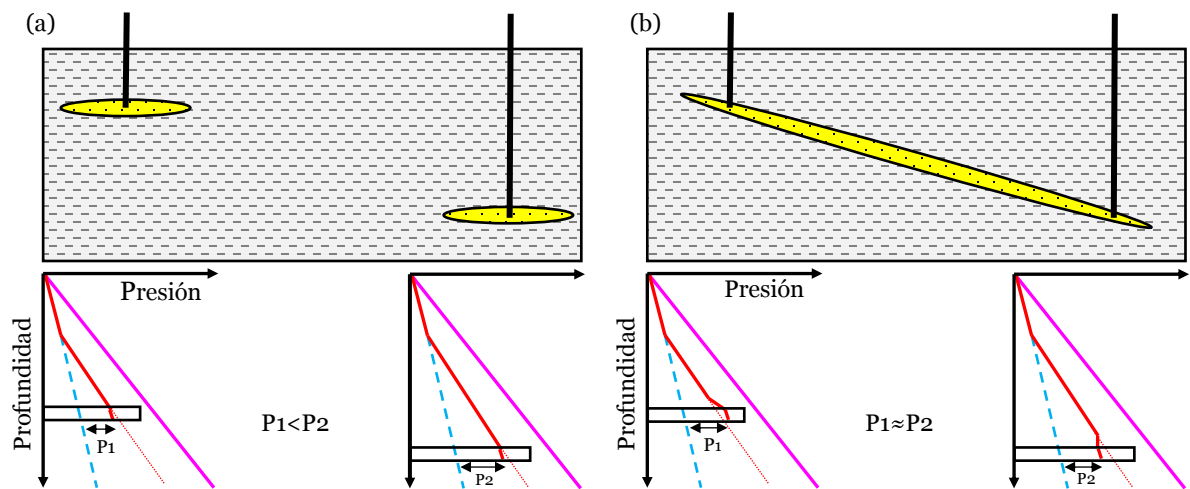 (a)
(b)
Presión
Profundidad
P1
P1<P2
P2
Presión
Profundidad
P1
P1≈P2
P2